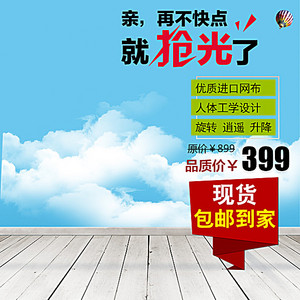 亲，再不快点
就抢光了
优质进口网布
人体工学设计
旋转 逍遥 升降
原价￥899
品质价￥399
现货
包邮到家